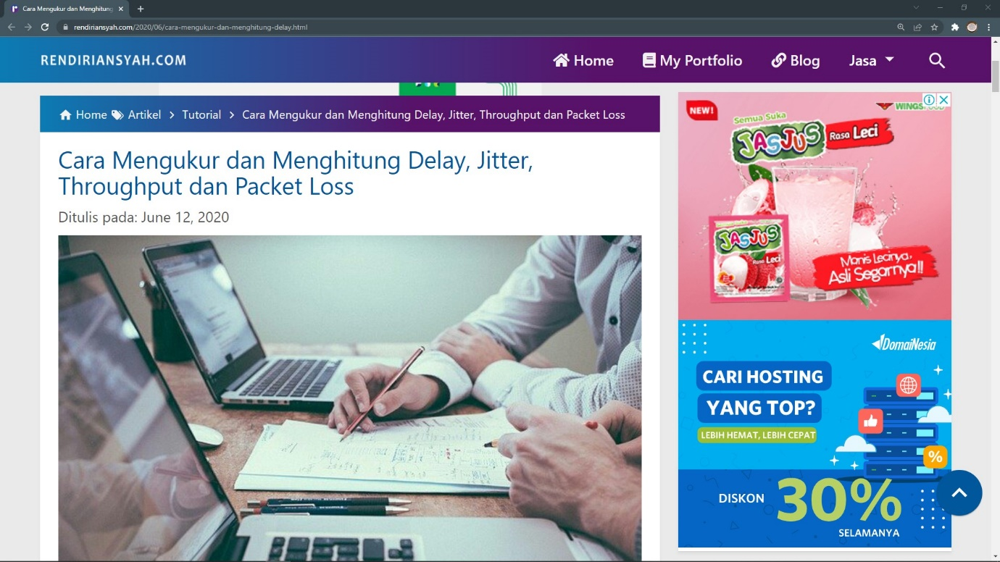 Cara Mengukur dan Menghitung
rendiriansyah.com/2020/06/cara-mengukur-dan-menghitung-delay.html
RENDIRIANSYAH.COM
Home
My Portfolio
Blog
Jasa
Home Artikel > Tutorial > Cara Mengukur dan Menghitung Delay, Jitter, Throughput dan Packet Loss
Cara Mengukur dan Menghitung Delay, Jitter,
Throughput dan Packet Loss
Ditulis pada: June 12, 2020
NEW!
WINGS FOOD
Semua Suka
JASJUS
Rasa Leci
JASJUS
Rasa Leci
Manis Lecinya,
Asli Segarnya!!
DomaiNesia
CARI HOSTING
YANG TOP?
LEBIH HEMAT, LEBIH CEPAT
%
DISKON
30%
SELAMANYA